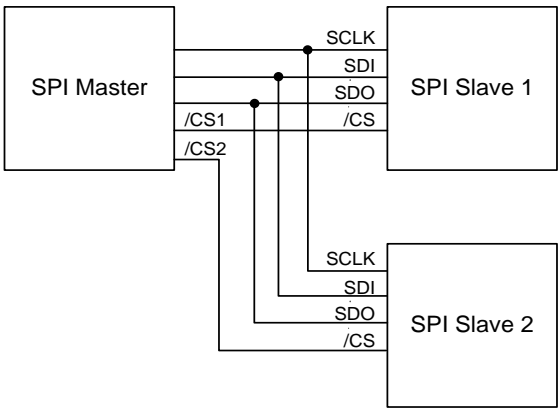 SCLK
SDI
SPI Master
SPI Slave 1
SDO
/CS1
/CS
/CS2
SCLK
SDI
SDO
SPI Slave 2
/CS